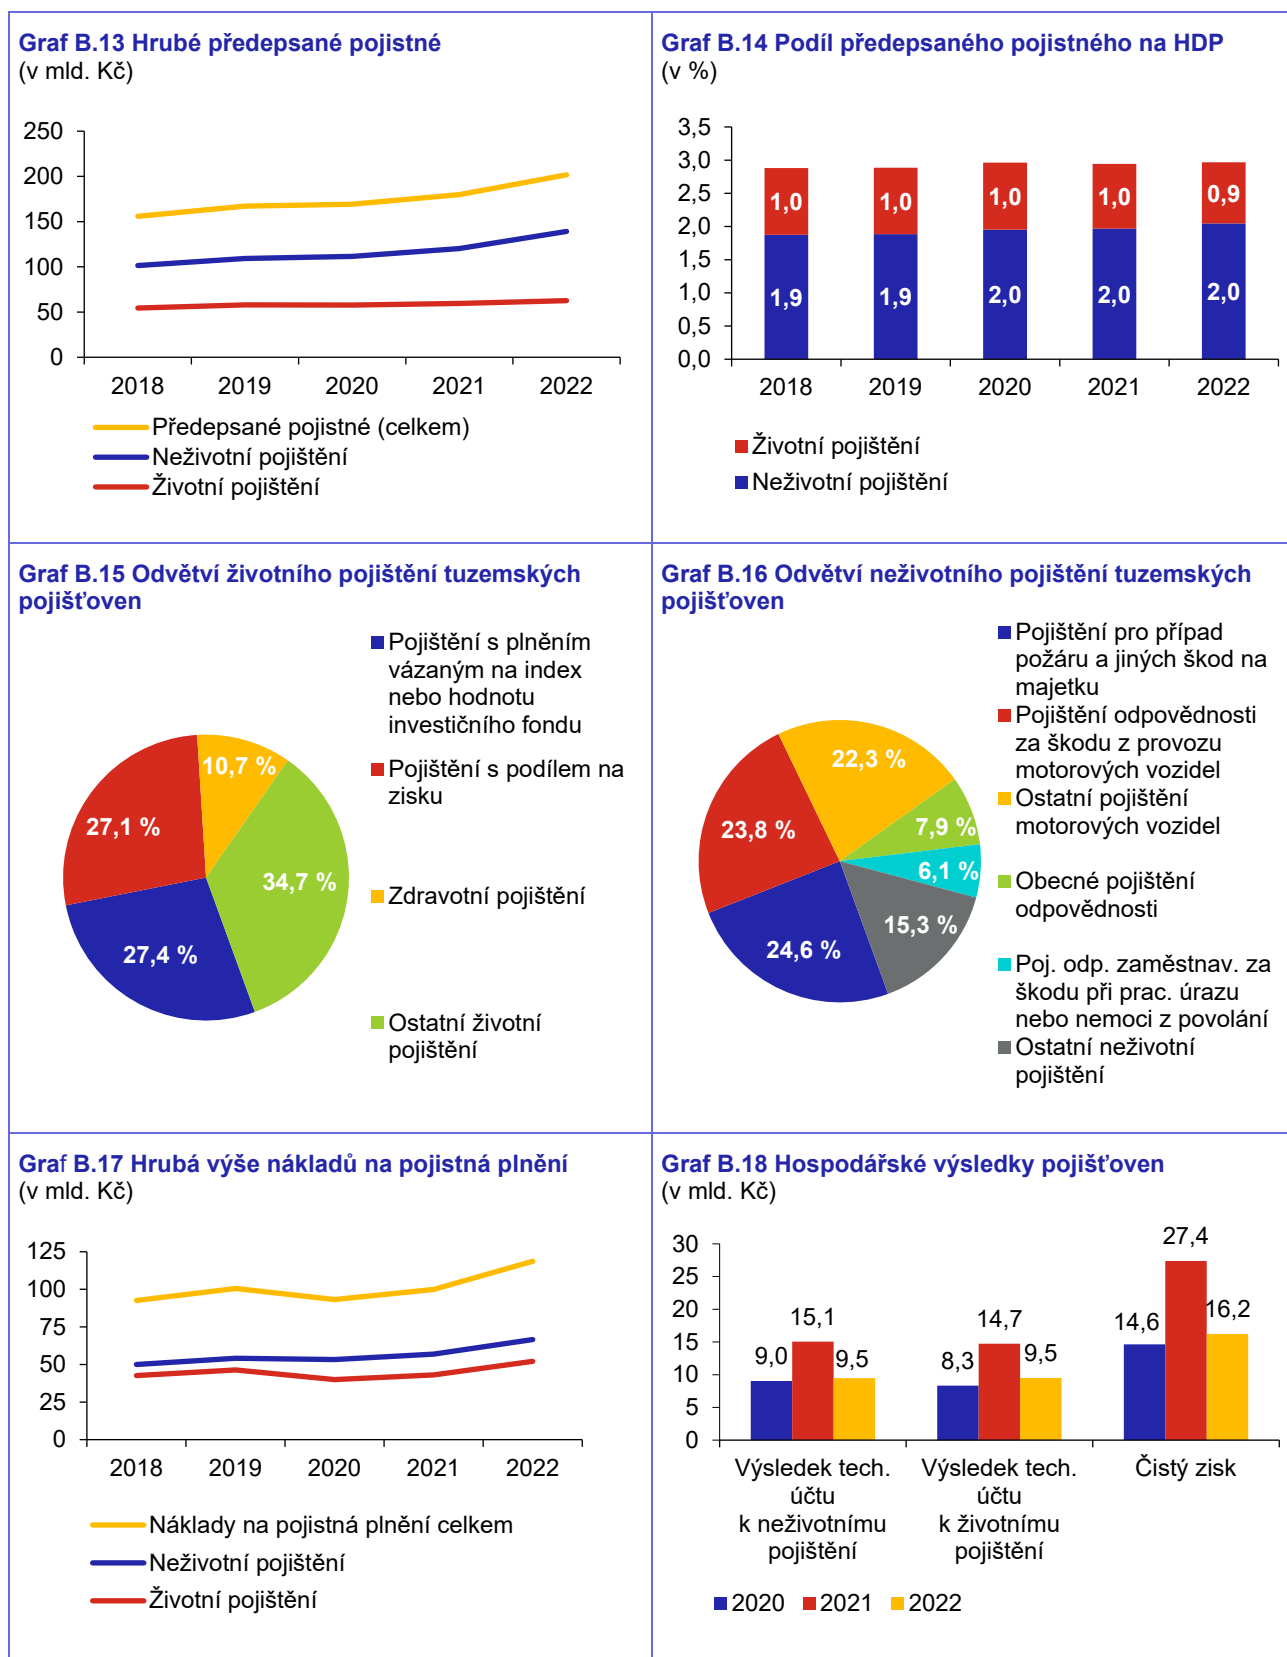 Graf B.13 Hrubé předepsané pojistné
(v mld. Kč)
250
200
150
100
50
0
2018 2019 2020 2021 2022
Předepsané pojistné (celkem)
Neživotní pojištění
Životní pojištění
Graf B.14 Podíl předepsaného pojistného na HDP
(v %)
3,5
3,0
2,5
2,0
1,5
1,0
0,5
0,0
1,0 1,0 1,0 1,0 0,9
1,9 1,9 2,0 2,0 2,0
2018 2019 2020 2021 2022
Životní pojištění
Neživotní pojištění
Graf B.15 Odvětví životního pojištění tuzemských
pojišťoven
10,7 %
27,1 %
34,7 %
27,4 %
Pojištění s plněním
vázaným na index
nebo hodnotu
investičního fondu
Pojištění s podílem na
zisku
Zdravotní pojištění
Ostatní životní
pojištění
Graf B.16 Odvětví neživotního pojištění tuzemských
pojišťoven
22,3 %
23,8 %
7,9 %
6,1 %
15,3 %
24,6 %
Pojištění pro případ
požáru a jiných škod na
majetku
Pojištění odpovědnosti
za škodu z provozu
motorových vozidel
Ostatní pojištění
motorových vozidel
Obecné pojištění
odpovědnosti
Poj. odp. zaměstnav. za
škodu při prac. úrazu
nebo nemoci z povolání
Ostatní neživotní
pojištění
Graf B.17 Hrubá výše nákladů na pojistná plnění
(v mld. Kč)
125
100
75
50
25
0
2018 2019 2020 2021 2022
Náklady na pojistná plnění celkem
Neživotní pojištění
Životní pojištění
Graf B.18 Hospodářské výsledky pojišťoven
(v mld. Kč)
30
25
20
15
10
5
0
9,0 15,1 9,5
8,3 14,7 9,5
14,6 27,4 16,2
Výsledek tech.
účtu
k neživotnímu
pojištění
Výsledek tech.
účtu
k životnímu
pojištění
Čistý zisk
2020 2021 2022